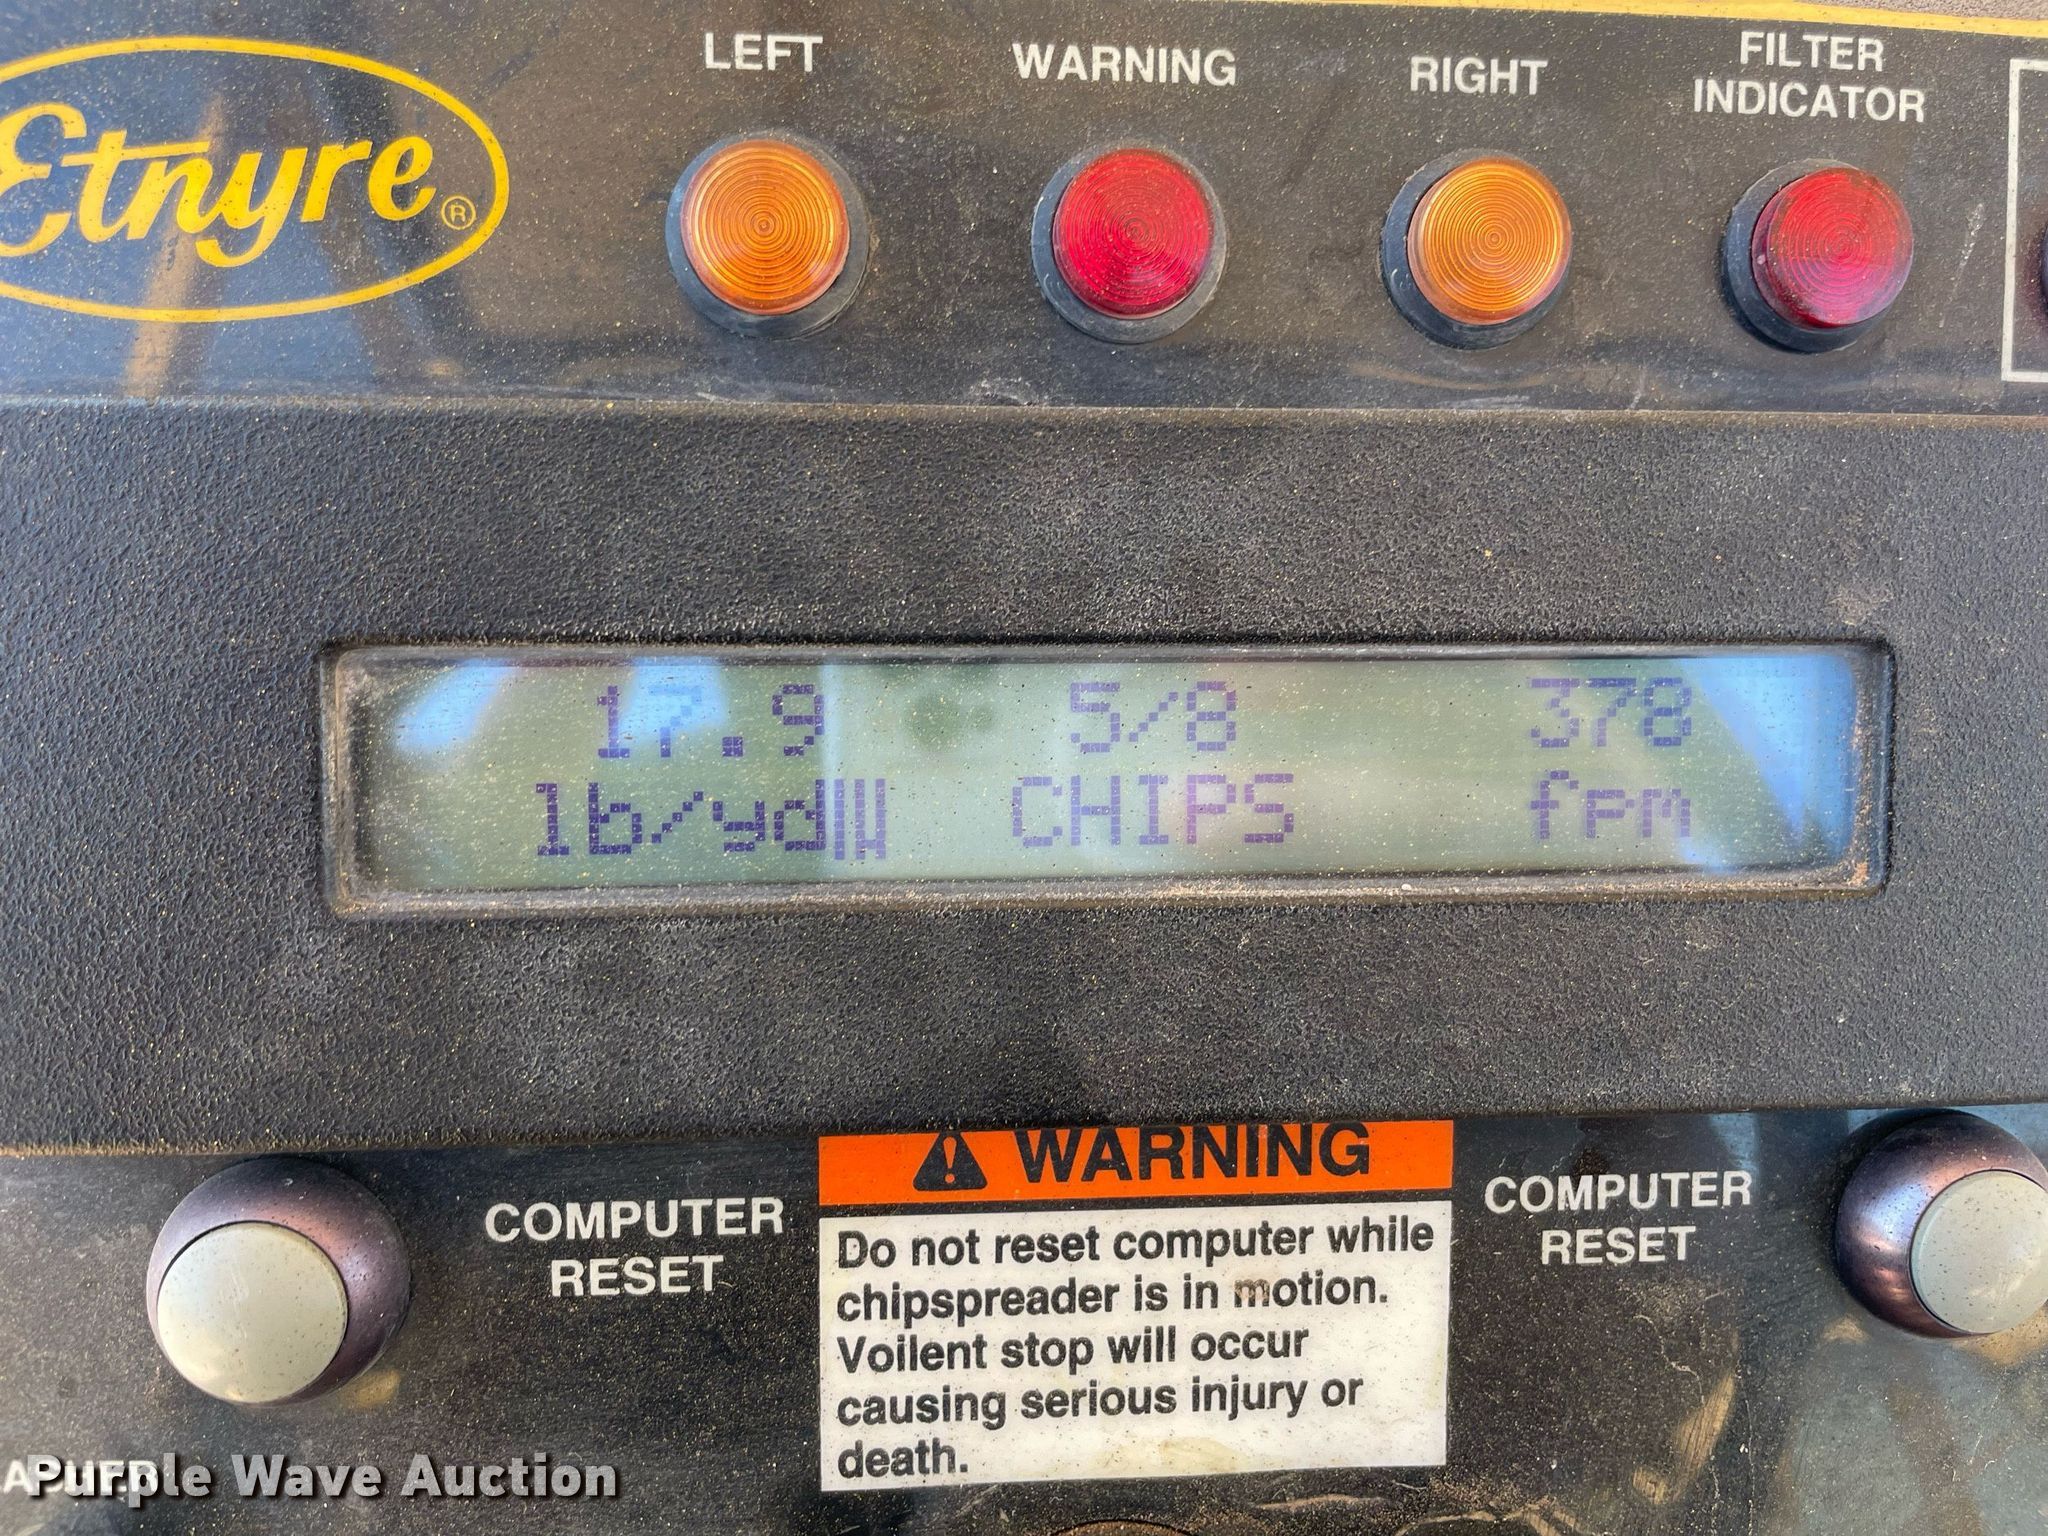 Etnyre®
LEFT
WARNING
RIGHT
FILTER
INDICATOR
17.9 5/8 378
lb/yd CHIPS fpm
COMPUTER
RESET
WARNING
Do not reset computer while
chipspreader is in motion.
Voilent stop will occur
causing serious injury or
death.
COMPUTER
RESET
Purple Wave Auction